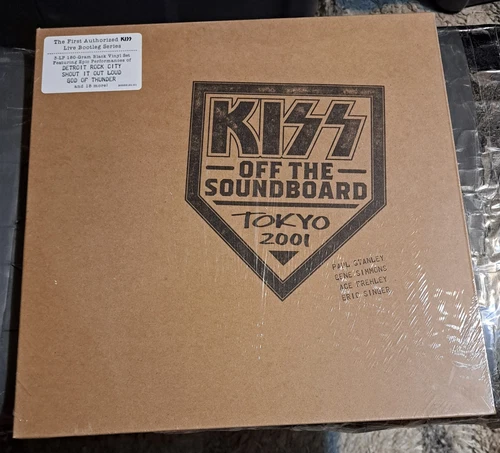 The First Authorized KISS
Live Bootleg Series
3-LP 180-Gram Black Vinyl Set
Featuring Epic Performances of
DETROIT ROCK CITY
SHOUT IT OUT LOUD
GOD OF THUNDER
and 18 more!
KISS
OFF THE
SOUNDBOARD
TOKYO
2001
PAUL STANLEY
GENE SIMMONS
ACE FREHLEY
ERIC SINGER